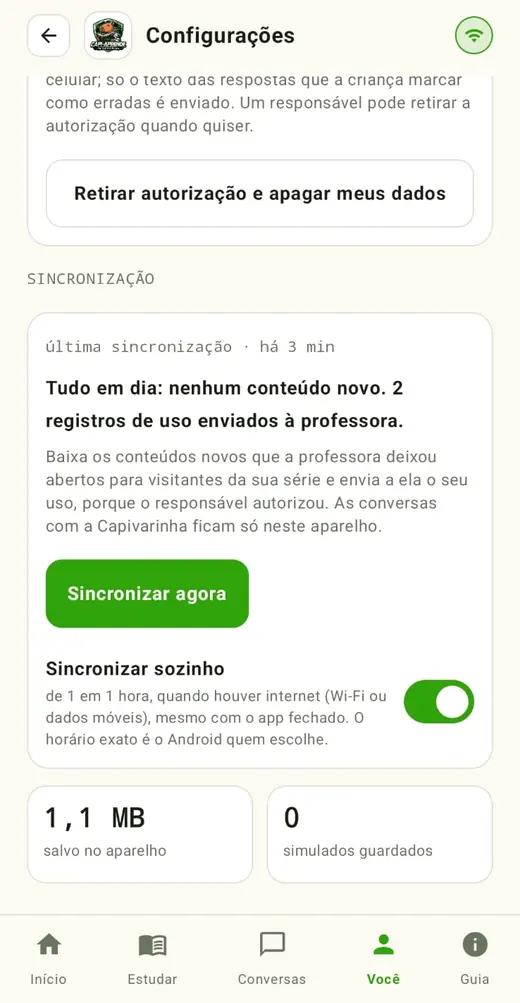 Configurações
celular; só o texto das respostas que a criança marcar
como erradas é enviado. Um responsável pode retirar a
autorização quando quiser.
Retirar autorização e apagar meus dados
SINCRONIZAÇÃO
última sincronização · há 3 min
Tudo em dia: nenhum conteúdo novo. 2
registros de uso enviados à professora.
Baixa os conteúdos novos que a professora deixou
abertos para visitantes da sua série e envia a ela o seu
uso, porque o responsável autorizou. As conversas
com a Capivarinha ficam só neste aparelho.
Sincronizar agora
Sincronizar sozinho
de 1 em 1 hora, quando houver internet (Wi-Fi ou
dados móveis), mesmo com o app fechado. O
horário exato é o Android quem escolhe.
1,1 MB
salvo no aparelho
0
simulados guardados
Início
Estudar
Conversas
Você
Guia